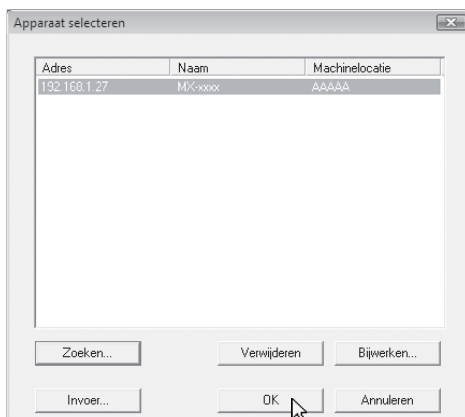 Apparaat selecteren
Adres Naam Machinelocatie
192.168.1.27 MX-xxxx AAAAA
Zoeken... Verwijderen Bijwerken...
Invoer... OK Annuleren